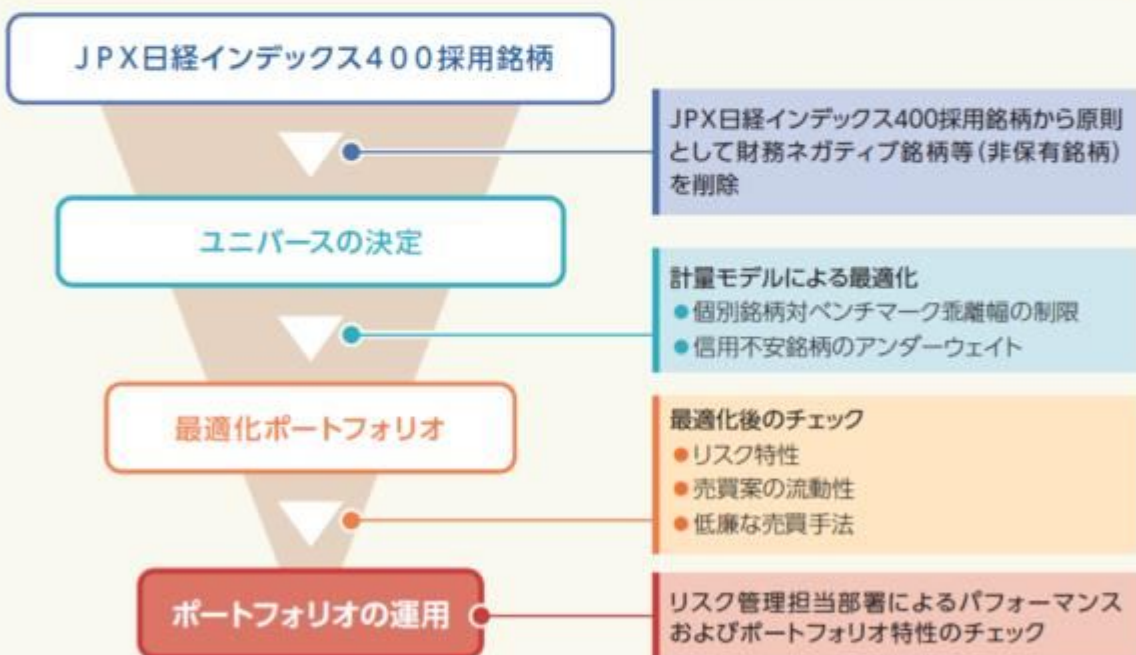 JPX日経インデックス400採用銘柄
JPX日経インデックス400採用銘柄から原則
として財務ネガティブ銘柄等(非保有銘柄)
を削除
ユニバースの決定
計量モデルによる最適化
●個別銘柄対ベンチマーク乖離幅の制限
●信用不安銘柄のアンダーウェイト
最適化ポートフォリオ
最適化後のチェック
●リスク特性
●売買案の流動性
●低廉な売買手法
ポートフォリオの運用
リスク管理担当部署によるパフォーマンス
およびポートフォリオ特性のチェック